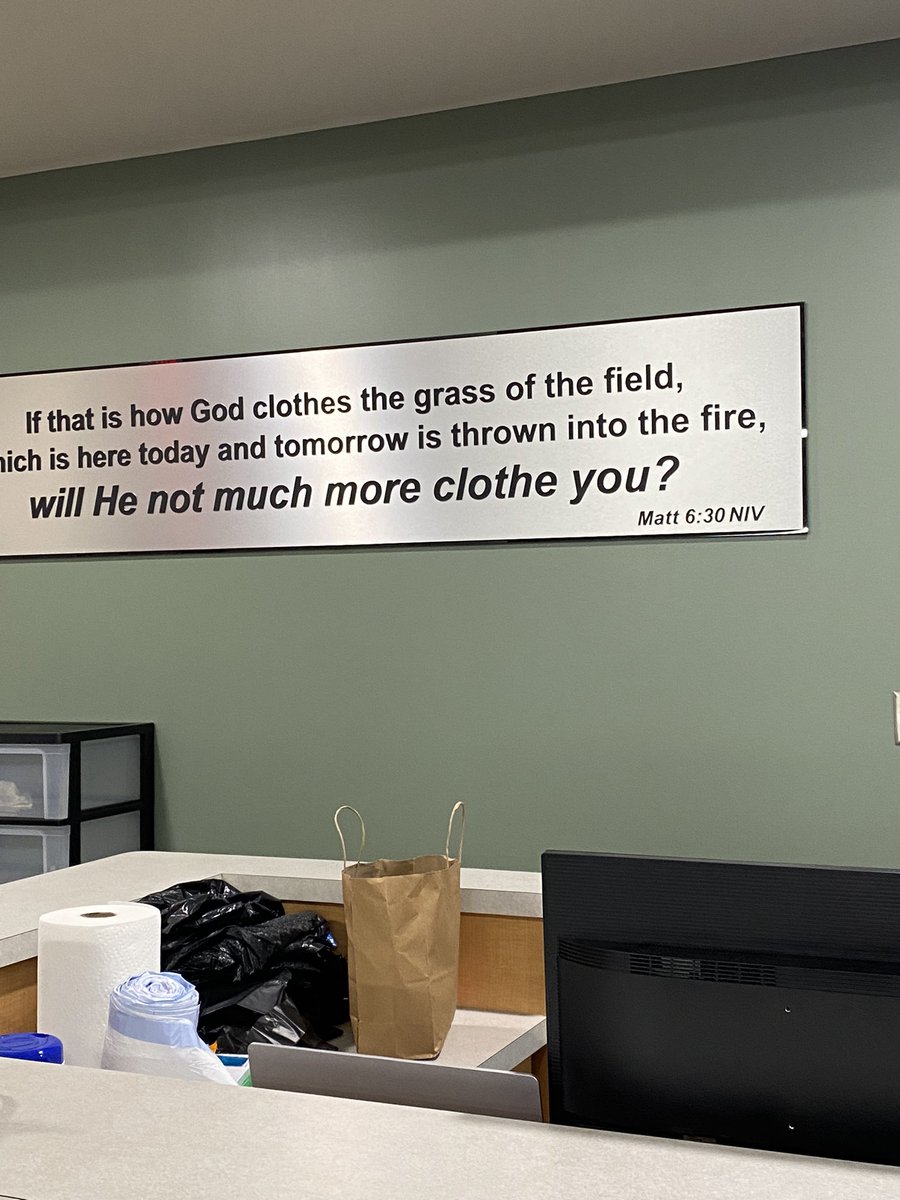 If that is how God clothes the grass of the field,
hich is here today and tomorrow is thrown into the fire,
will He not much more clothe you?
Matt 6:30 NIV